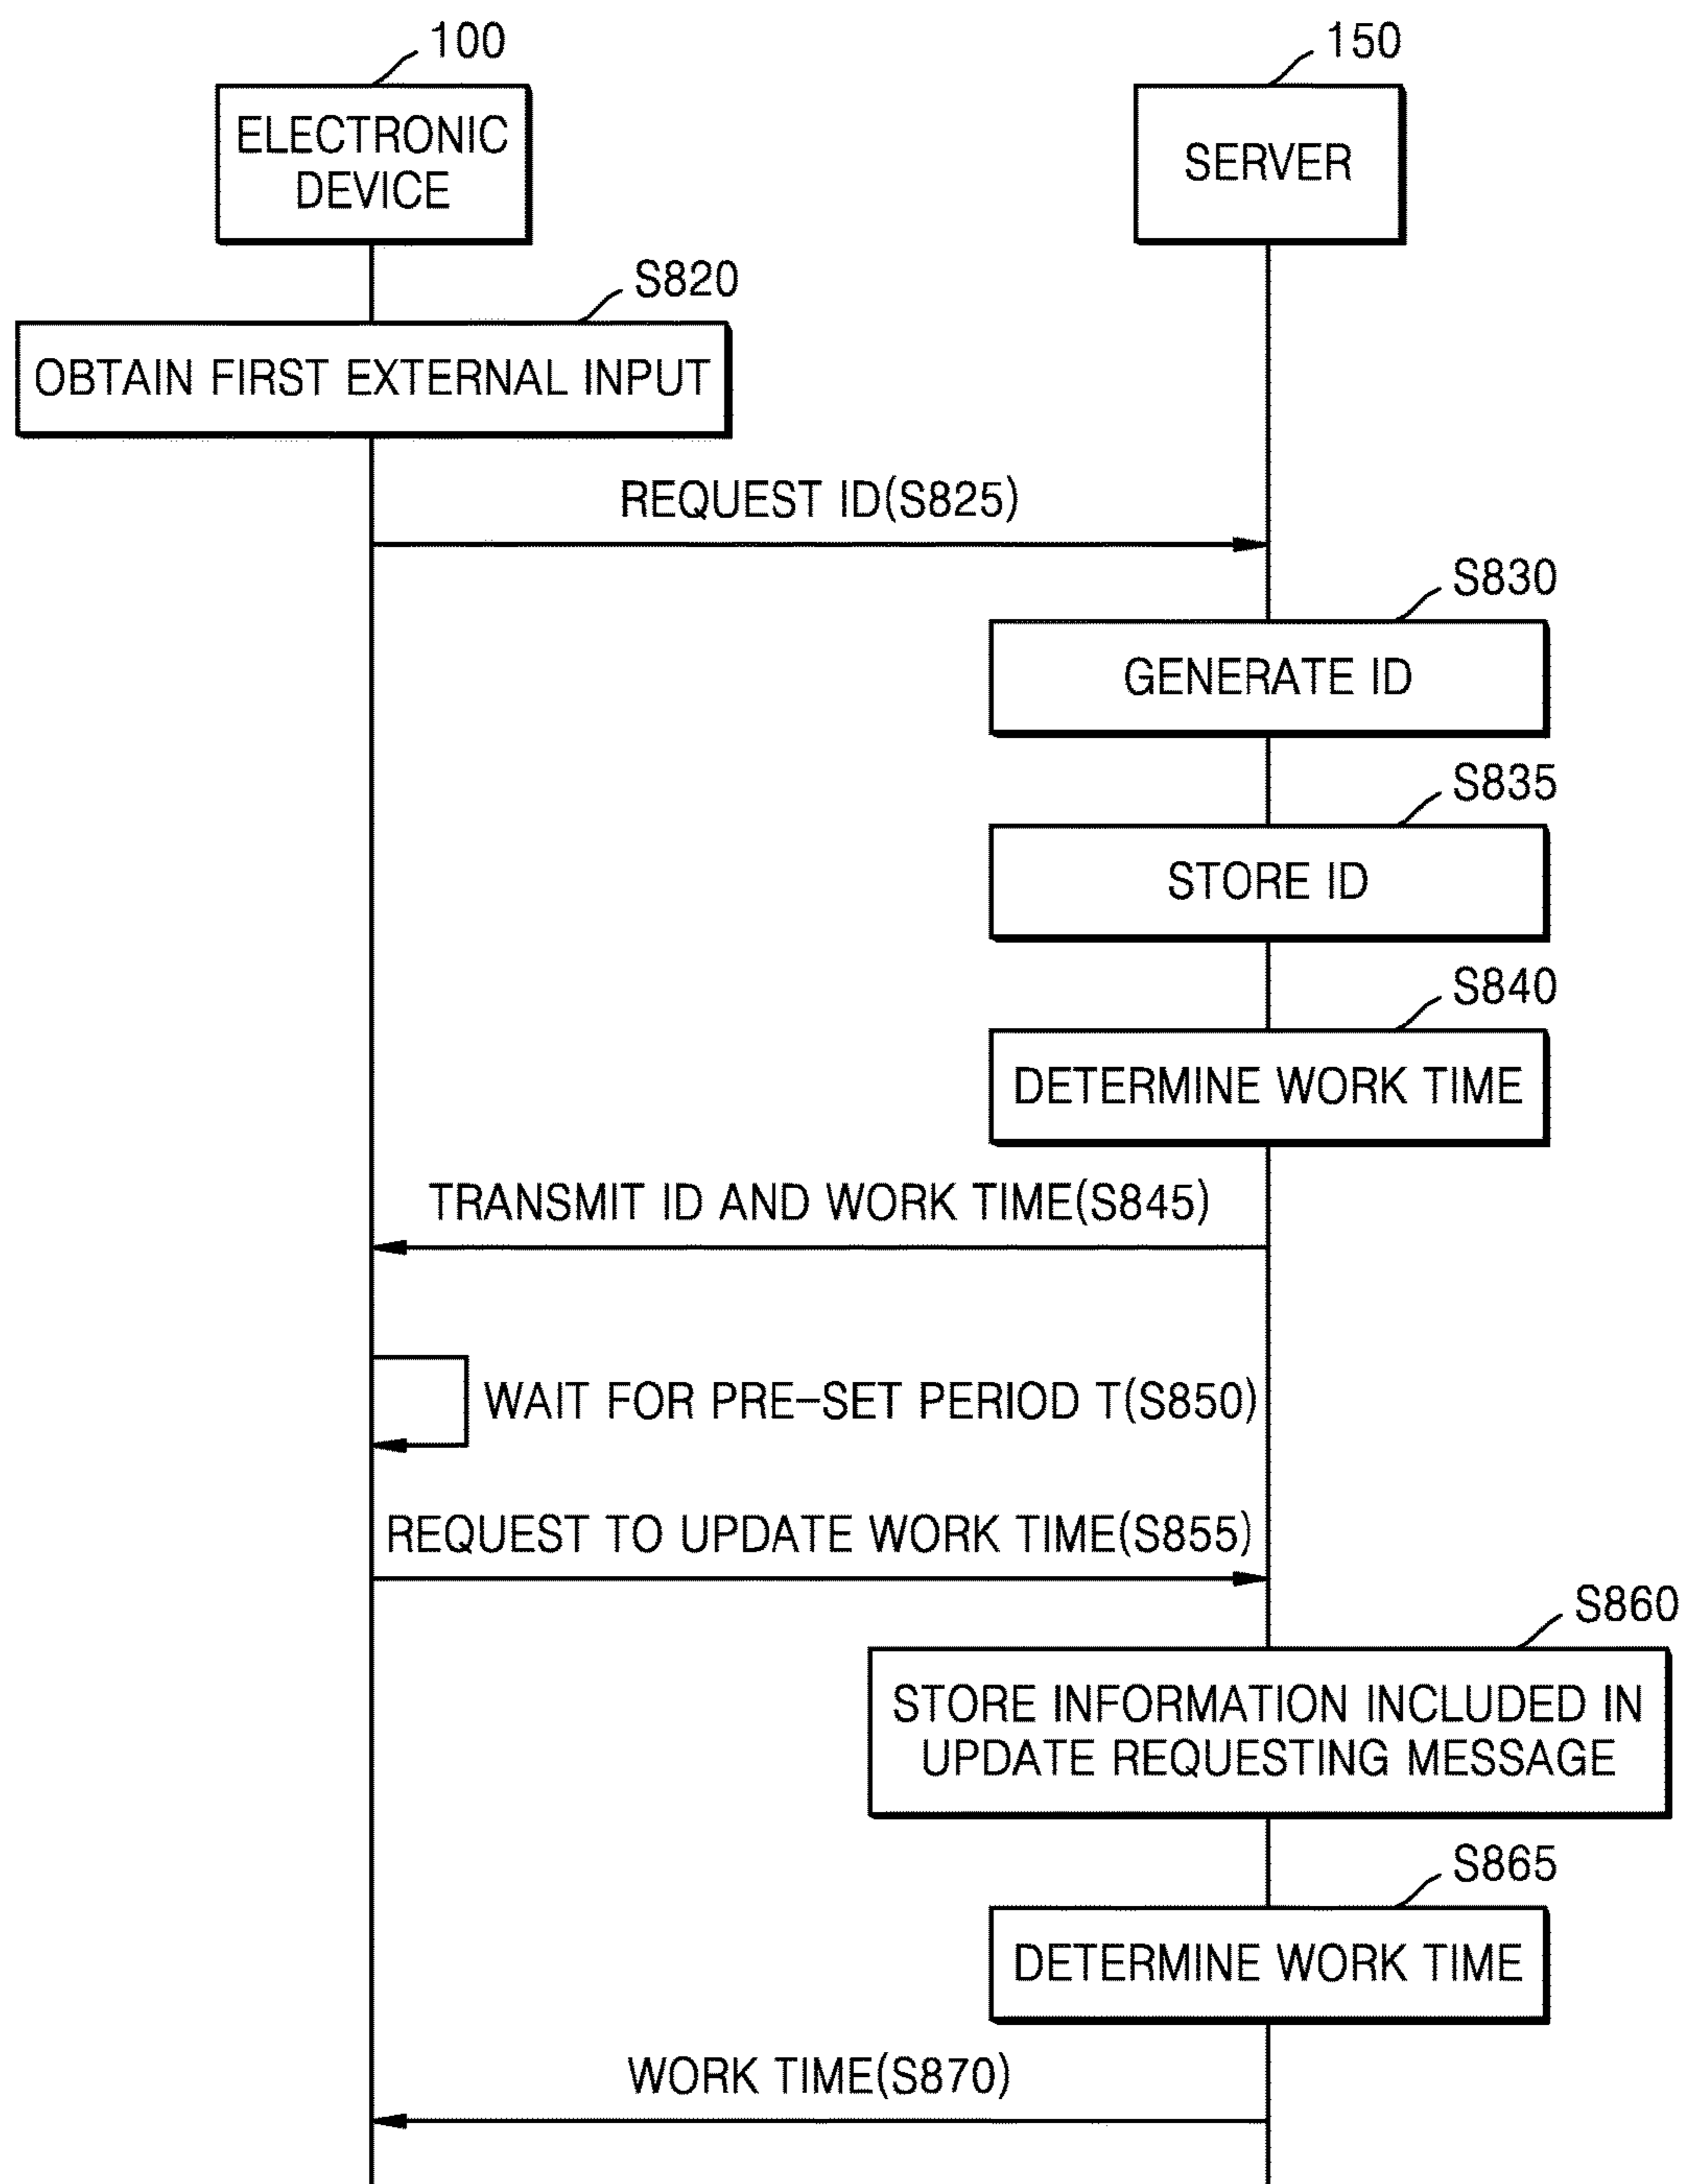 100
150
ELECTRONIC
DEVICE
SERVER
S820
OBTAIN FIRST EXTERNAL INPUT
REQUEST ID(S825)
S830
GENERATE ID
S835
STORE ID
S840
DETERMINE WORK TIME
TRANSMIT ID AND WORK TIME(S845)
WAIT FOR PRE-SET PERIOD T(S850)
REQUEST TO UPDATE WORK TIME(S855)
S860
STORE INFORMATION INCLUDED IN
UPDATE REQUESTING MESSAGE
S865
DETERMINE WORK TIME
WORK TIME(S870)